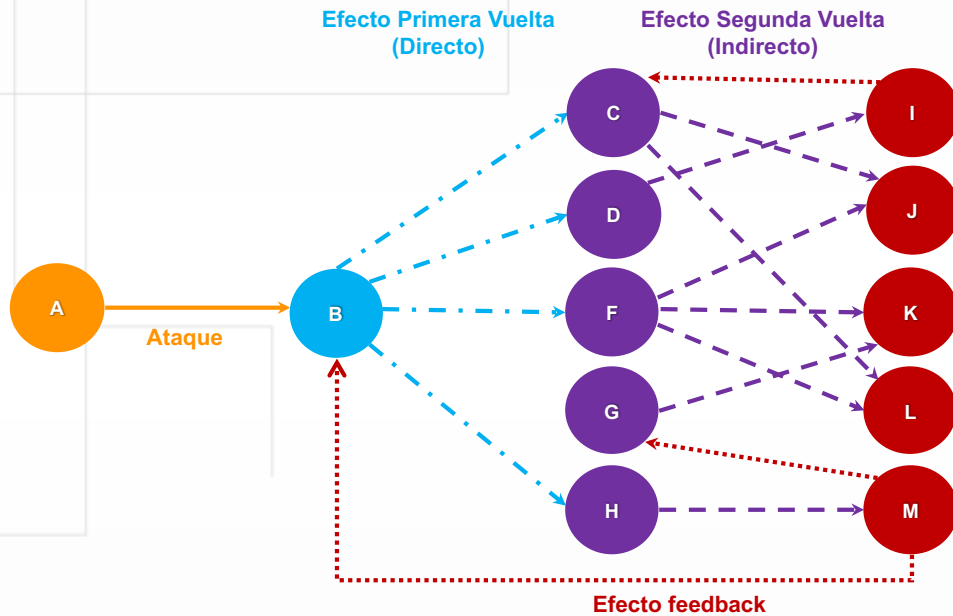 Efecto Primera Vuelta
(Directo)
Efecto Segunda Vuelta
(Indirecto)
C
I
D
J
A
Ataque
B
F
K
G
L
H
M
Efecto feedback